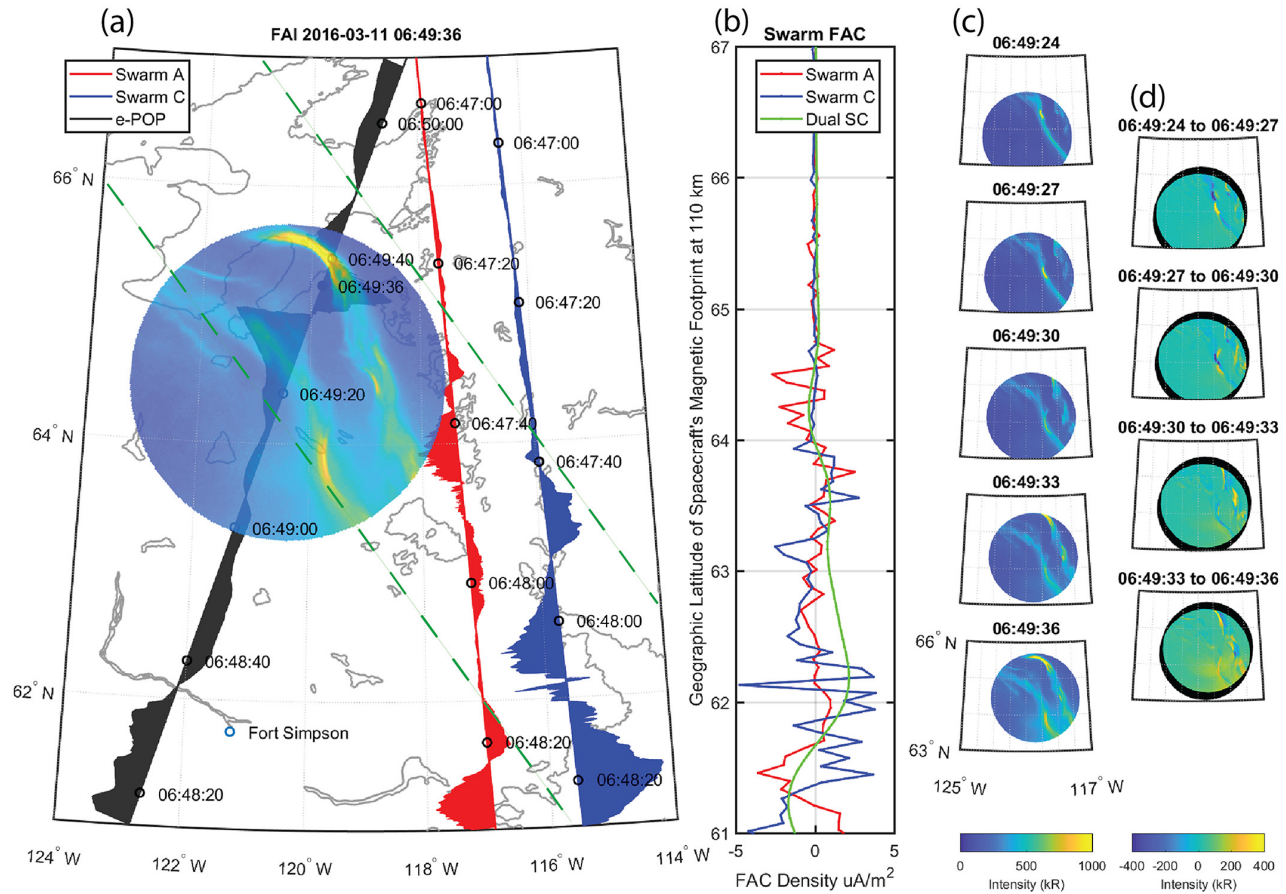 (a)
FAI 2016-03-11 06:49:36
Swarm A
Swarm C
e-POP
06:47:00
06:50:00
06:47:00
66° N
06:47:20
06:49:40
06:49:36
06:47:20
06:49:20
06:47:40
64° N
06:47:40
06:49:00
06:48:00
06:48:00
06:48:40
62° N
Fort Simpson
06:48:20
06:48:20
06:48:20
124° W
122° W
120° W
118° W
116° W
114° W
(b)
Swarm FAC
Swarm A
Swarm C
Dual SC
Geographic Latitude of Spacecraft's Magnetic Footprint at 110 km
67
66
65
64
63
62
61
-5
0
5
FAC Density uA/m²
(c)
06:49:24
06:49:27
06:49:30
06:49:33
06:49:36
66° N
63° N
125° W
117° W
0
500
1000
Intensity (kR)
(d)
06:49:24 to 06:49:27
06:49:27 to 06:49:30
06:49:30 to 06:49:33
06:49:33 to 06:49:36
-400
-200
0
200
400
Intensity (kR)